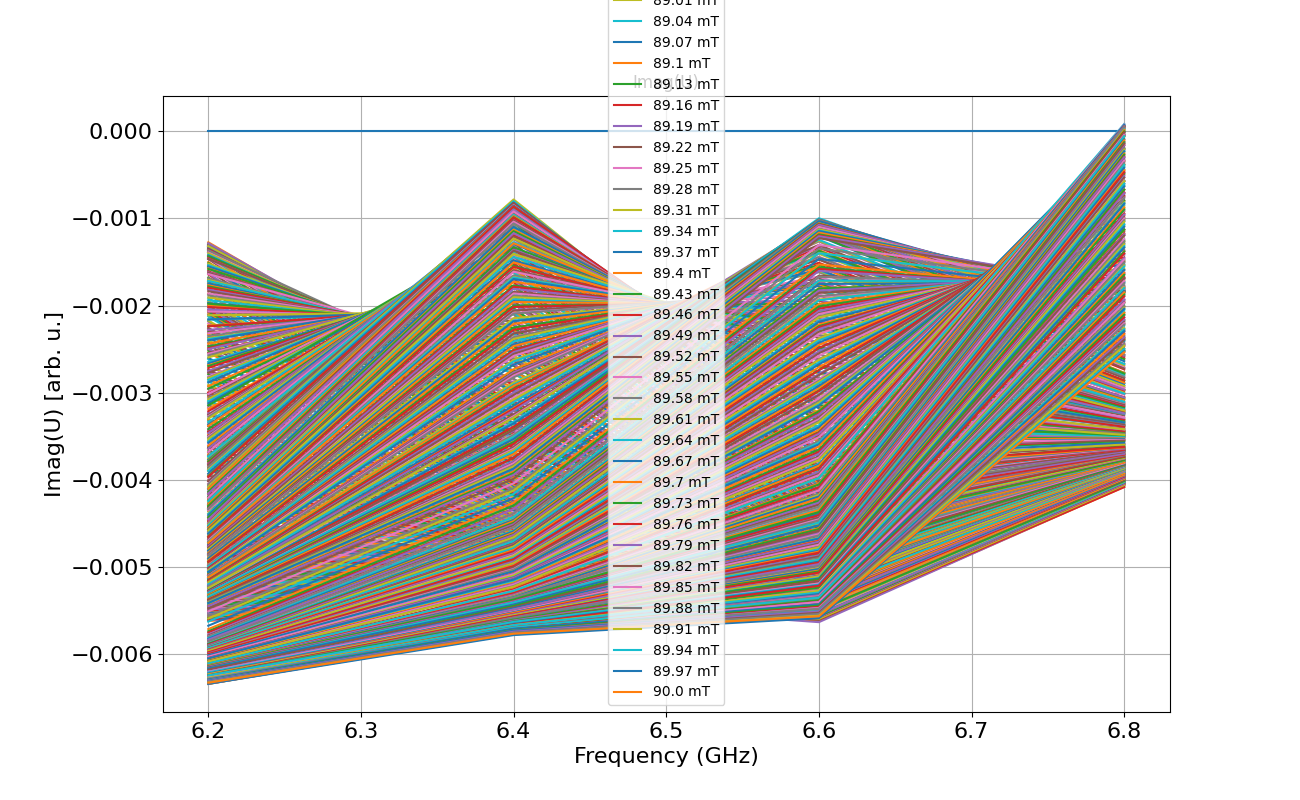 89.01 mT
89.04 mT
89.07 mT
89.1 mT
Imag(U)
89.13 mT
89.16 mT
89.19 mT
89.22 mT
89.25 mT
89.28 mT
89.31 mT
89.34 mT
89.37 mT
89.4 mT
89.43 mT
89.46 mT
89.49 mT
89.52 mT
89.55 mT
89.58 mT
89.61 mT
89.64 mT
89.67 mT
89.7 mT
89.73 mT
89.76 mT
89.79 mT
89.82 mT
89.85 mT
89.88 mT
89.91 mT
89.94 mT
89.97 mT
90.0 mT
0.000
−0.001
−0.002
−0.003
−0.004
−0.005
−0.006
Imag(U) [arb. u.]
6.2 6.3 6.4 6.5 6.6 6.7 6.8
Frequency (GHz)